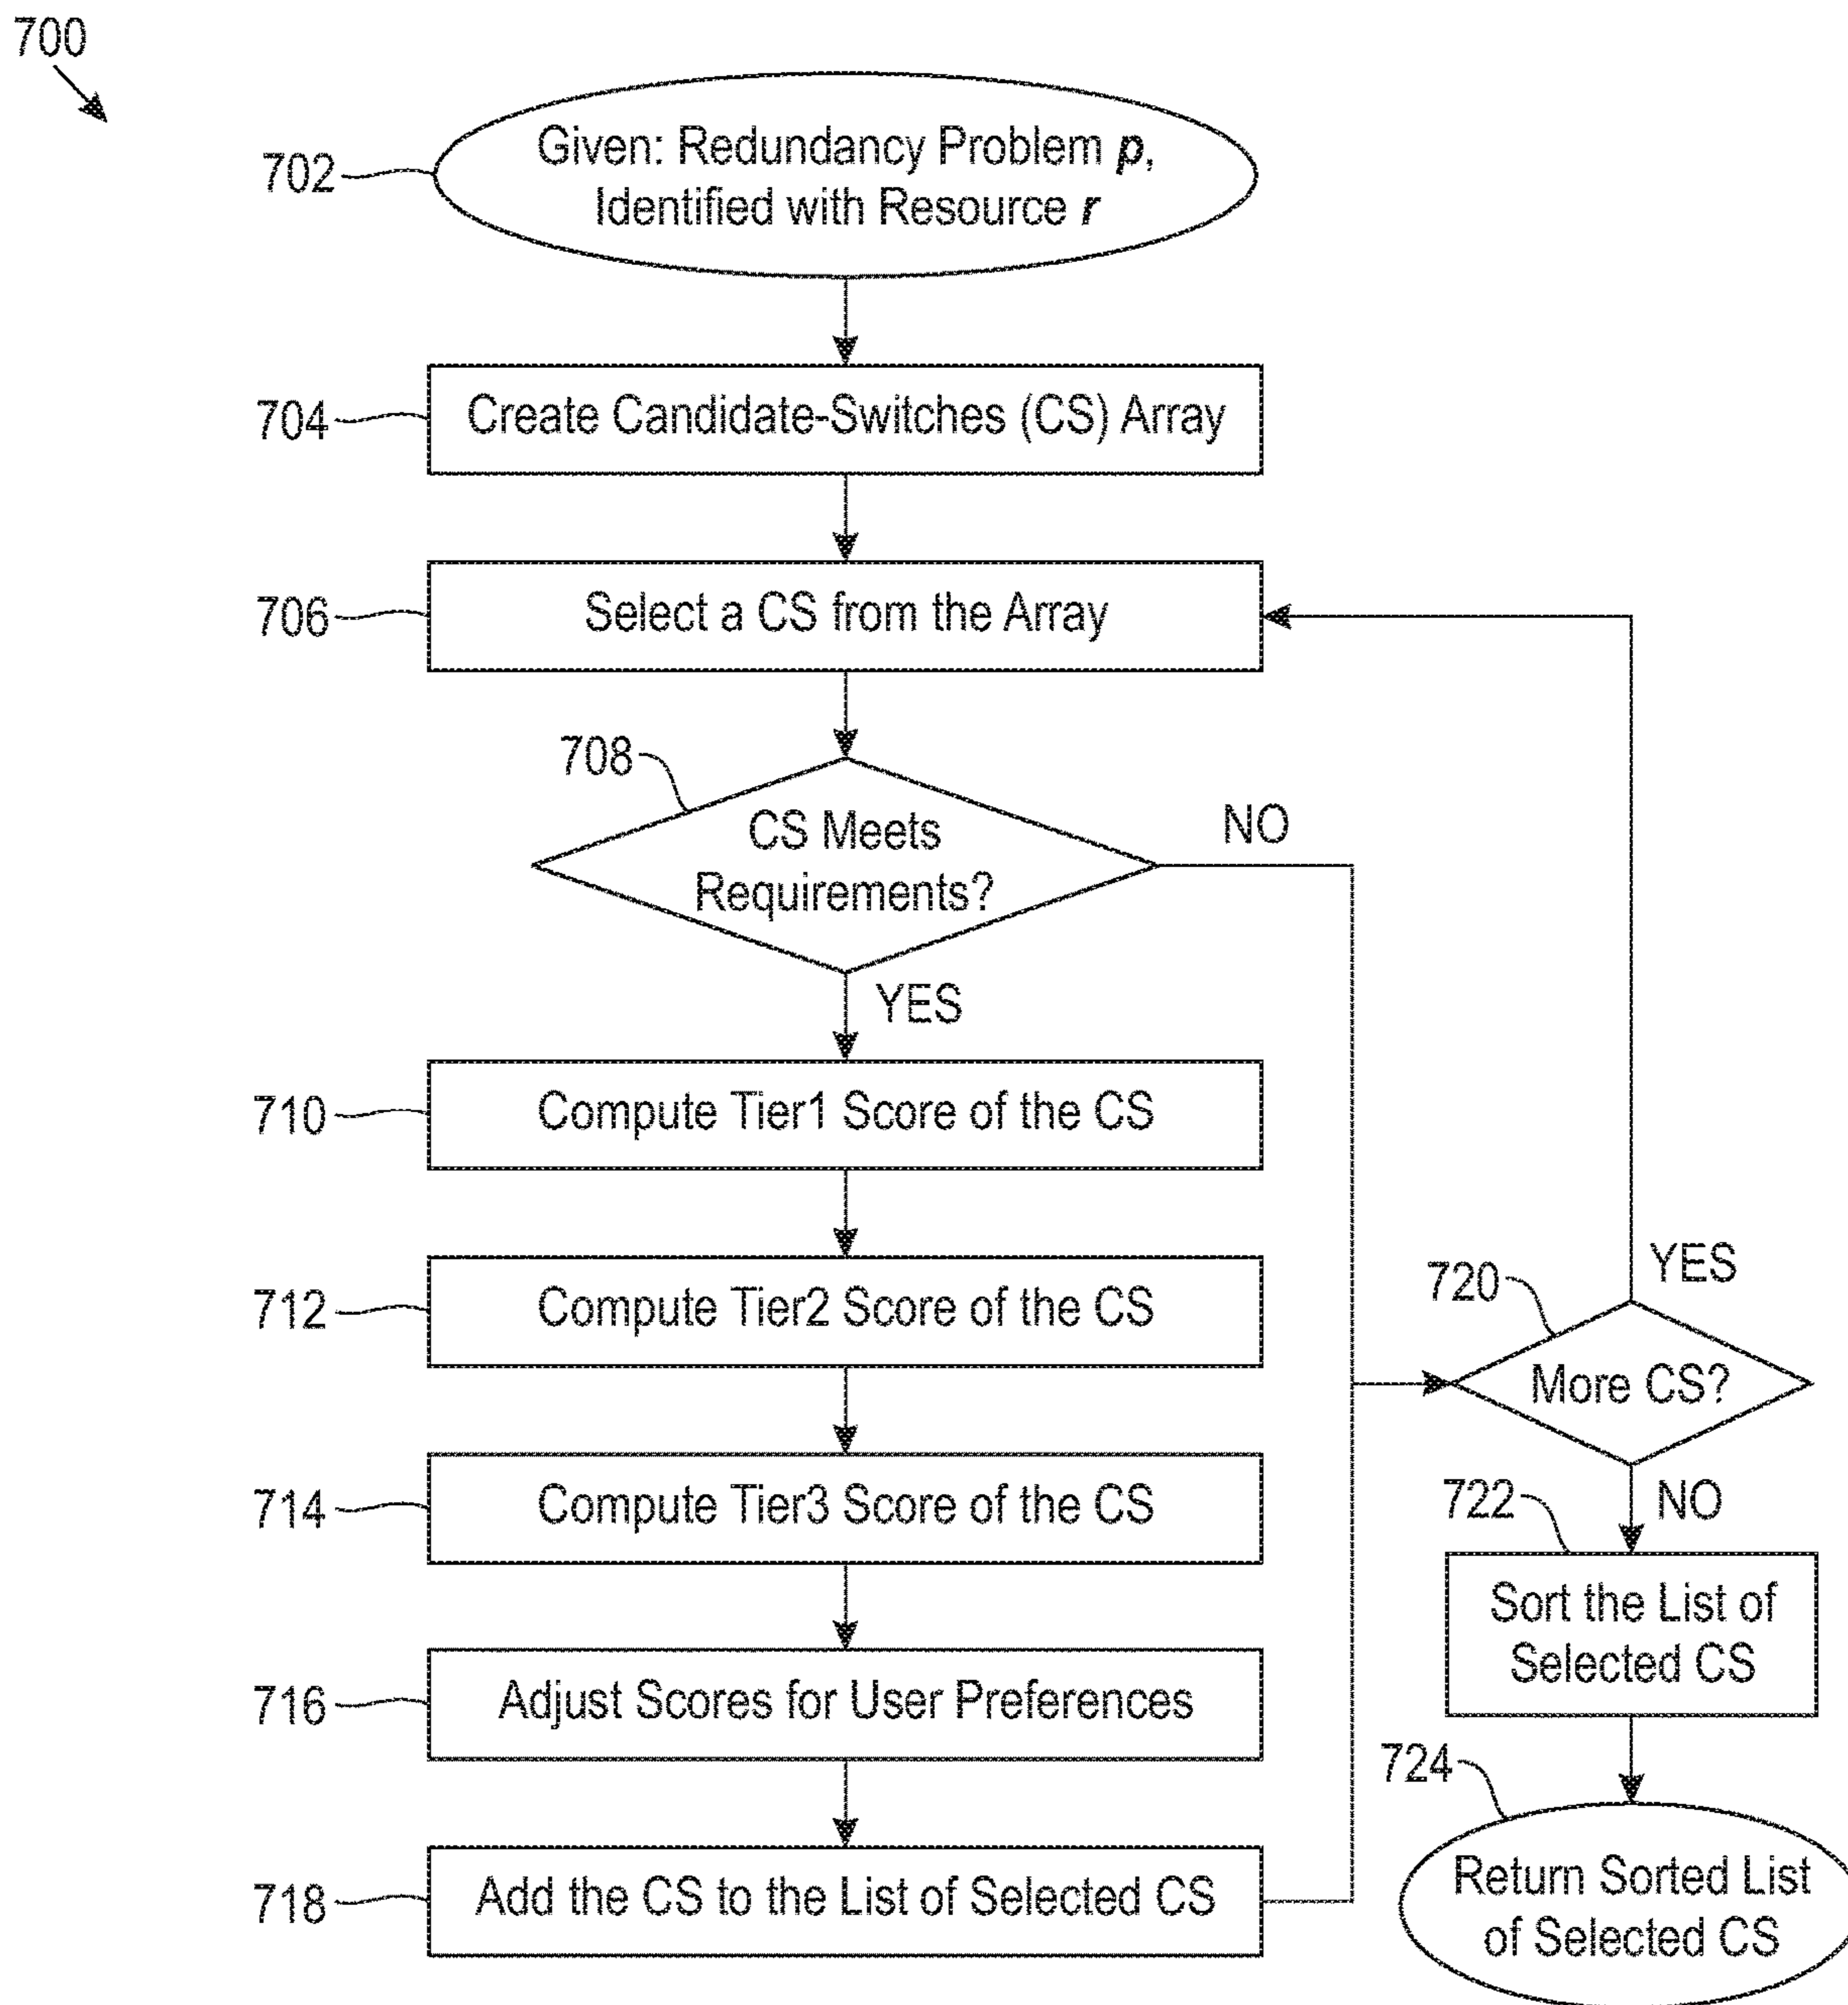 700
702
Given: Redundancy Problem p,
Identified with Resource r
704
Create Candidate-Switches (CS) Array
706
Select a CS from the Array
708
CS Meets
Requirements?
NO
YES
710
Compute Tier1 Score of the CS
712
Compute Tier2 Score of the CS
714
Compute Tier3 Score of the CS
716
Adjust Scores for User Preferences
718
Add the CS to the List of Selected CS
720
YES
More CS?
NO
722
Sort the List of
Selected CS
724
Return Sorted List
of Selected CS